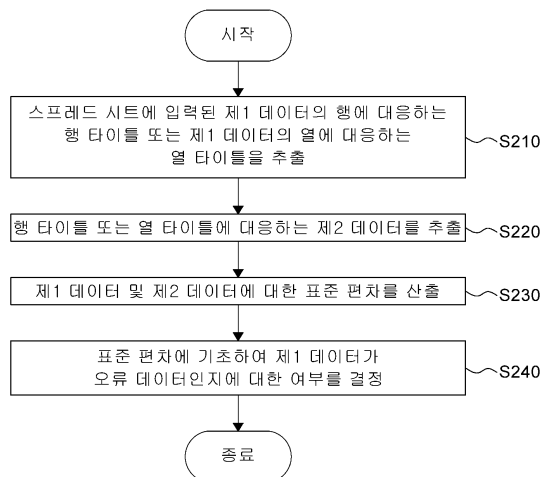 시작
스프레드 시트에 입력된 제1 데이터의 행에 대응하는
행 타이틀 또는 제1 데이터의 열에 대응하는
열 타이틀을 추출
S210
행 타이틀 또는 열 타이틀에 대응하는 제2 데이터를 추출
S220
제1 데이터 및 제2 데이터에 대한 표준 편차를 산출
S230
표준 편차에 기초하여 제1 데이터가
오류 데이터인지에 대한 여부를 결정
S240
종료